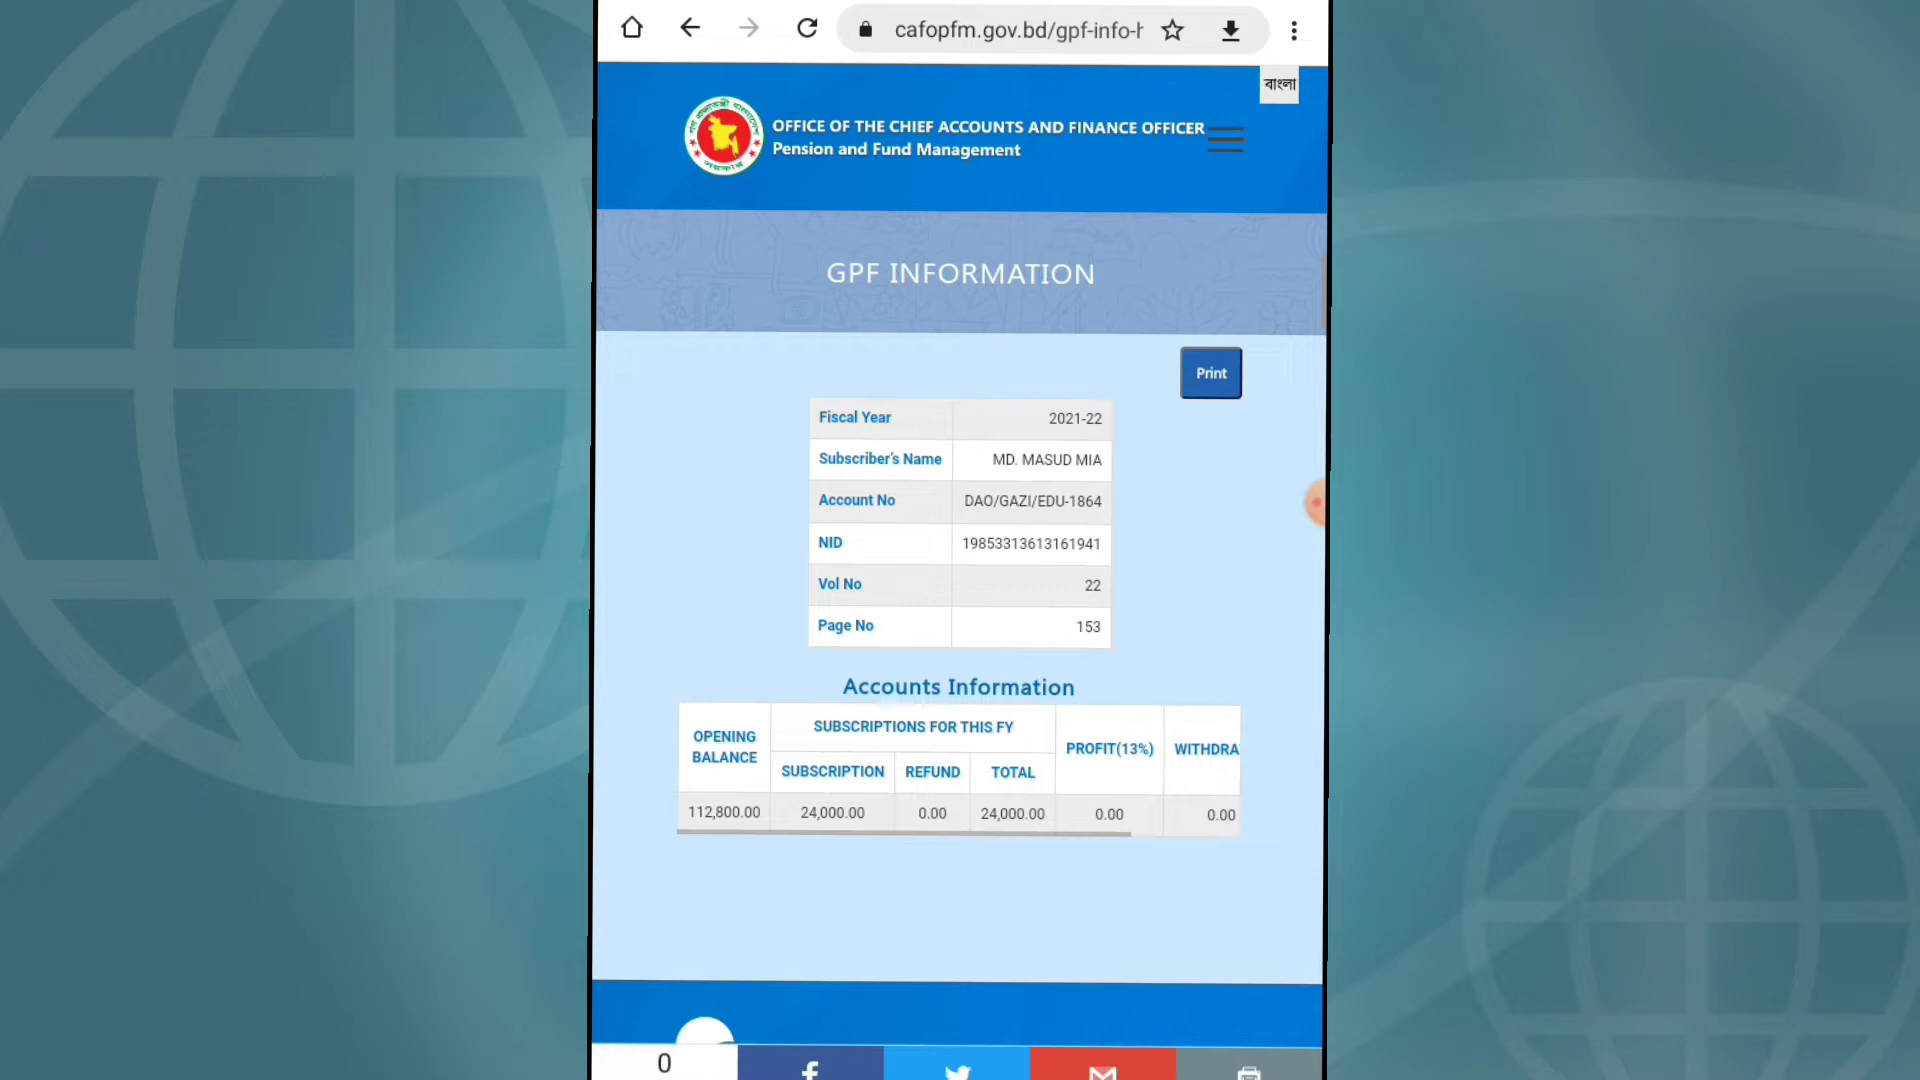 cafopfm.gov.bd/gpf-info-h
বাংলা
OFFICE OF THE CHIEF ACCOUNTS AND FINANCE OFFICER
Pension and Fund Management
GPF INFORMATION
Print
Fiscal Year 2021-22
Subscriber's Name MD. MASUD MIA
Account No DAO/GAZI/EDU-1864
NID 19853313613161941
Vol No 22
Page No 153
Accounts Information
OPENING BALANCE SUBSCRIPTIONS FOR THIS FY PROFIT(13%) WITHDRA
SUBSCRIPTION REFUND TOTAL
112,800.00 24,000.00 0.00 24,000.00 0.00 0.00
0